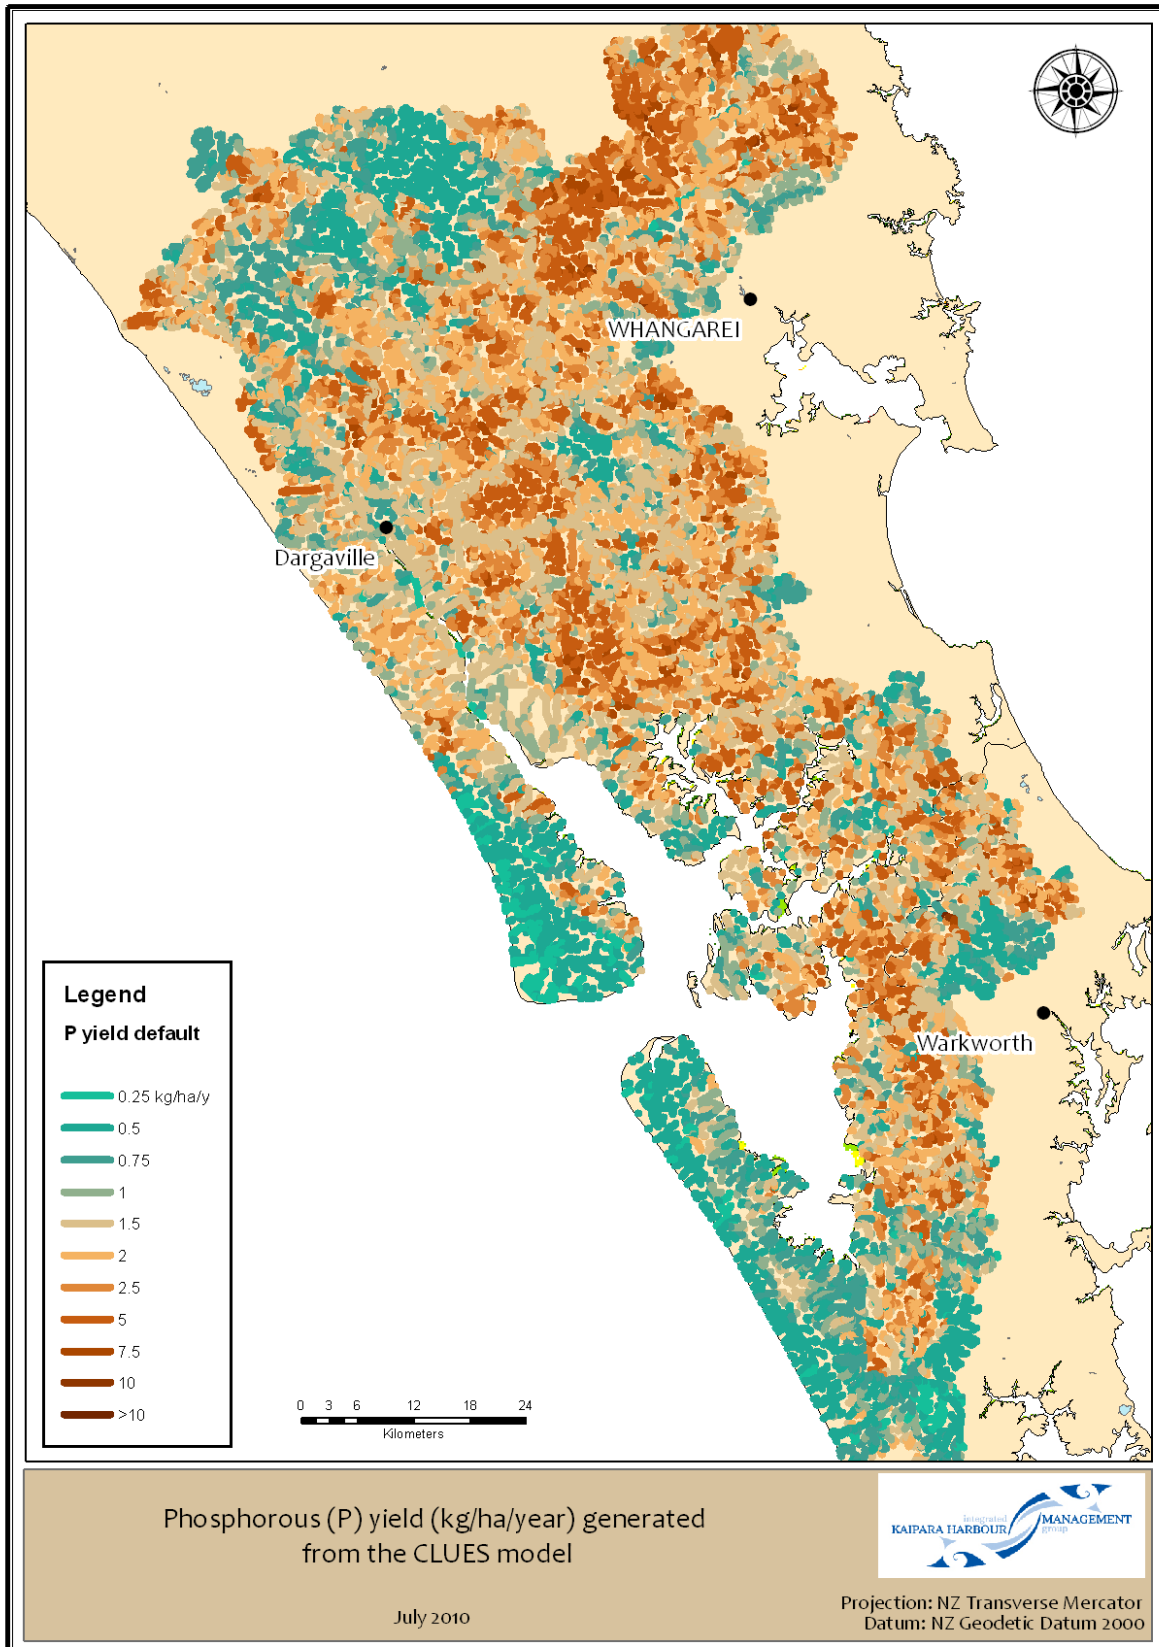 WHANGAREI
Dargaville
Warkworth
Legend
P yield default
0.25 kg/ha/y
0.5
0.75
1
1.5
2
2.5
5
7.5
10
>10
0 3 6 12 18 24
Kilometers
Phosphorous (P) yield (kg/ha/year) generated
from the CLUES model
July 2010
integrated
KAIPARA HARBOUR MANAGEMENT
group
Projection: NZ Transverse Mercator
Datum: NZ Geodetic Datum 2000